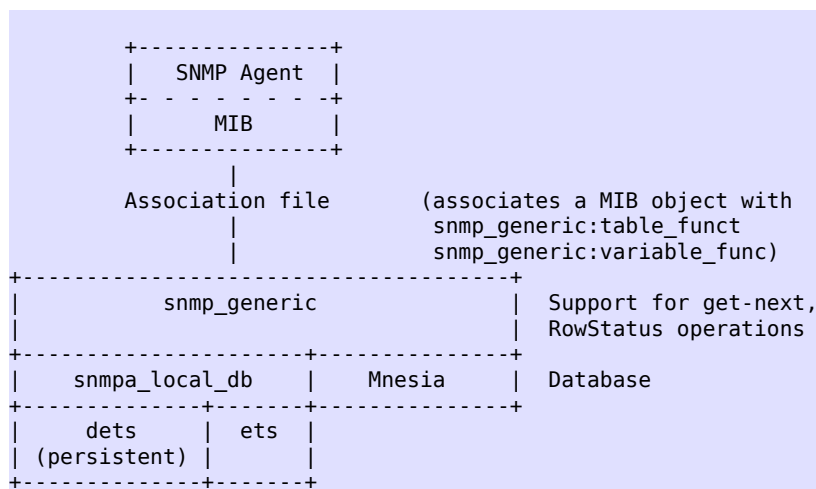 SNMP Agent
MIB
Association file (associates a MIB object with
snmp_generic:table_funct
snmp_generic:variable_func)
snmp_generic Support for get-next,
RowStatus operations
snmpa_local_db Mnesia Database
dets ets
(persistent)